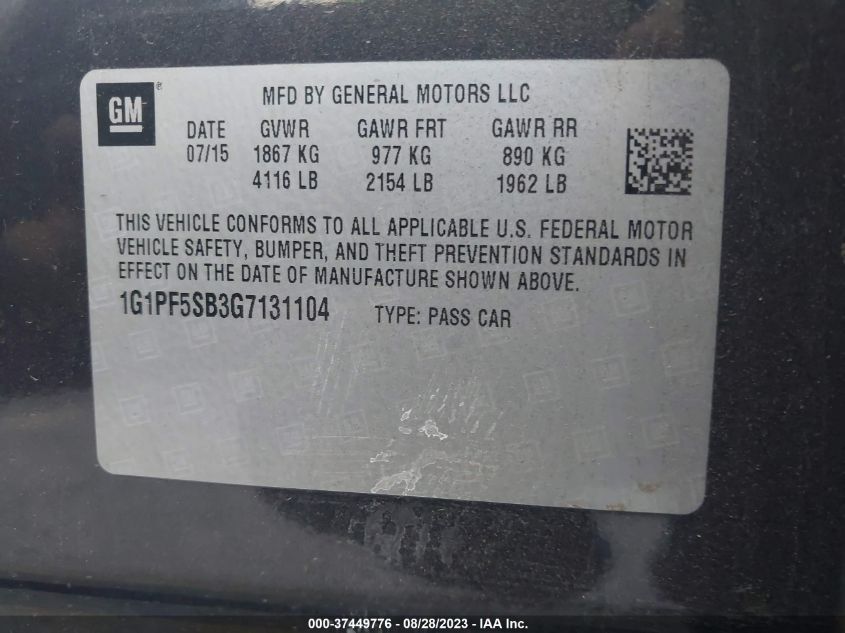 GM® MFD BY GENERAL MOTORS LLC
DATE GVWR GAWR FRT GAWR RR
07/15 1867 KG 977 KG 890 KG
4116 LB 2154 LB 1962 LB
THIS VEHICLE CONFORMS TO ALL APPLICABLE U.S. FEDERAL MOTOR
VEHICLE SAFETY, BUMPER, AND THEFT PREVENTION STANDARDS IN
EFFECT ON THE DATE OF MANUFACTURE SHOWN ABOVE.
1G1PF5SB3G7131104 TYPE: PASS CAR
000-37449776 - 08/28/2023 - IAA Inc.